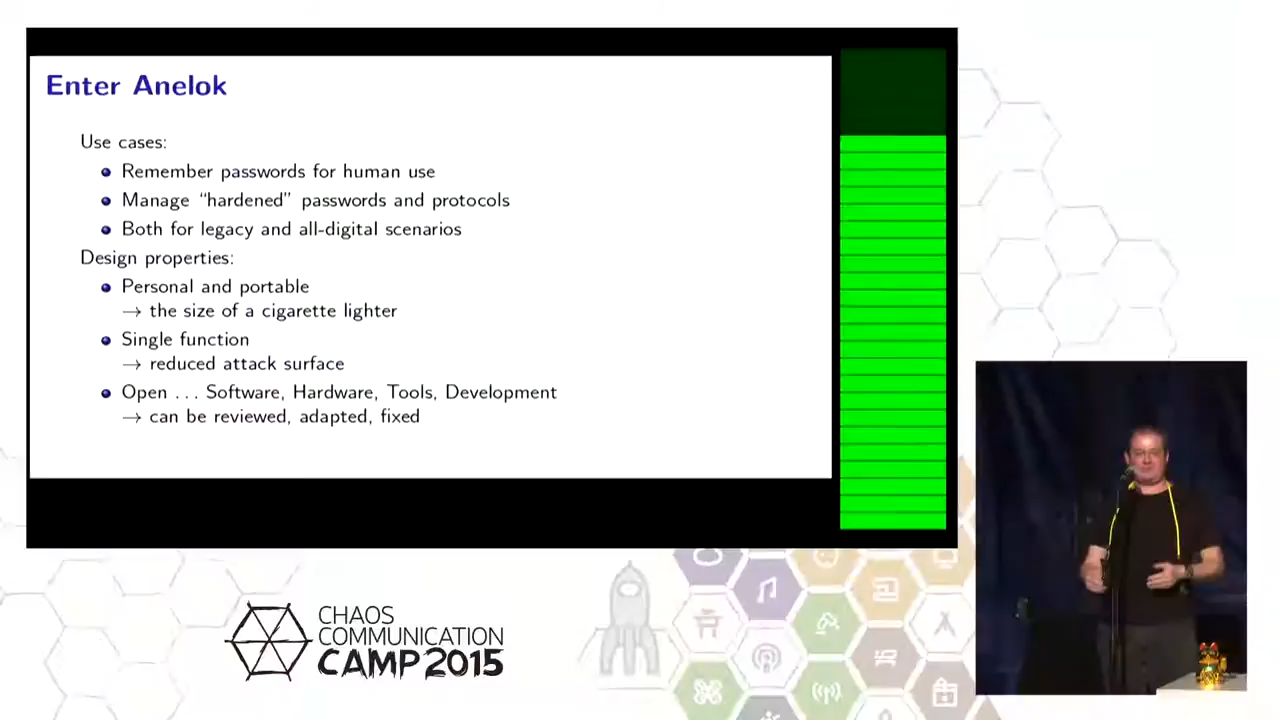 Enter Anelok
Use cases:
Remember passwords for human use
Manage “hardened” passwords and protocols
Both for legacy and all-digital scenarios
Design properties:
Personal and portable
→ the size of a cigarette lighter
Single function
→ reduced attack surface
Open . . . Software, Hardware, Tools, Development
→ can be reviewed, adapted, fixed
CHAOS
COMMUNICATION
CAMP 2015